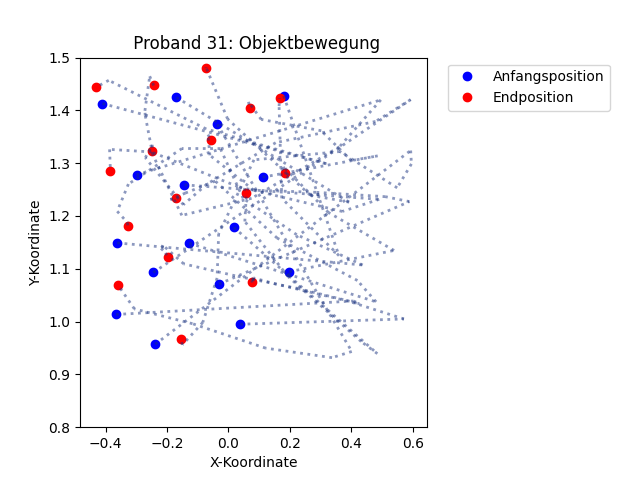 Proband 31: Objektbewegung
Anfangsposition
Endposition
Y-Koordinate
1.5
1.4
1.3
1.2
1.1
1.0
0.9
0.8
−0.4 −0.2 0.0 0.2 0.4 0.6
X-Koordinate